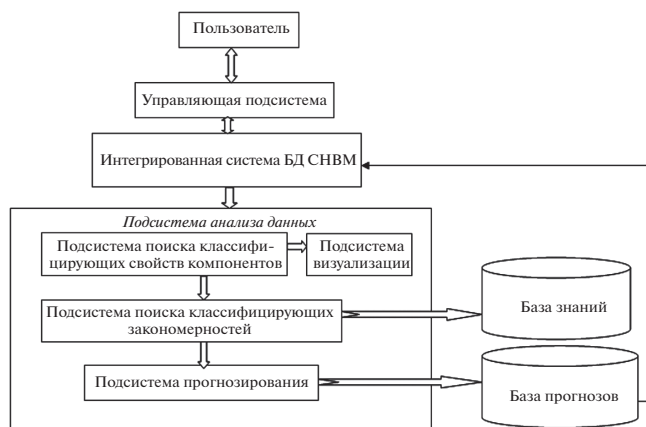 Пользователь
Управляющая подсистема
Интегрированная система БД СНВМ
Подсистема анализа данных
Подсистема поиска классифи-
цирующих свойств компонентов
Подсистема
визуализации
Подсистема поиска классифицирующих
закономерностей
База знаний
Подсистема прогнозирования
База прогнозов